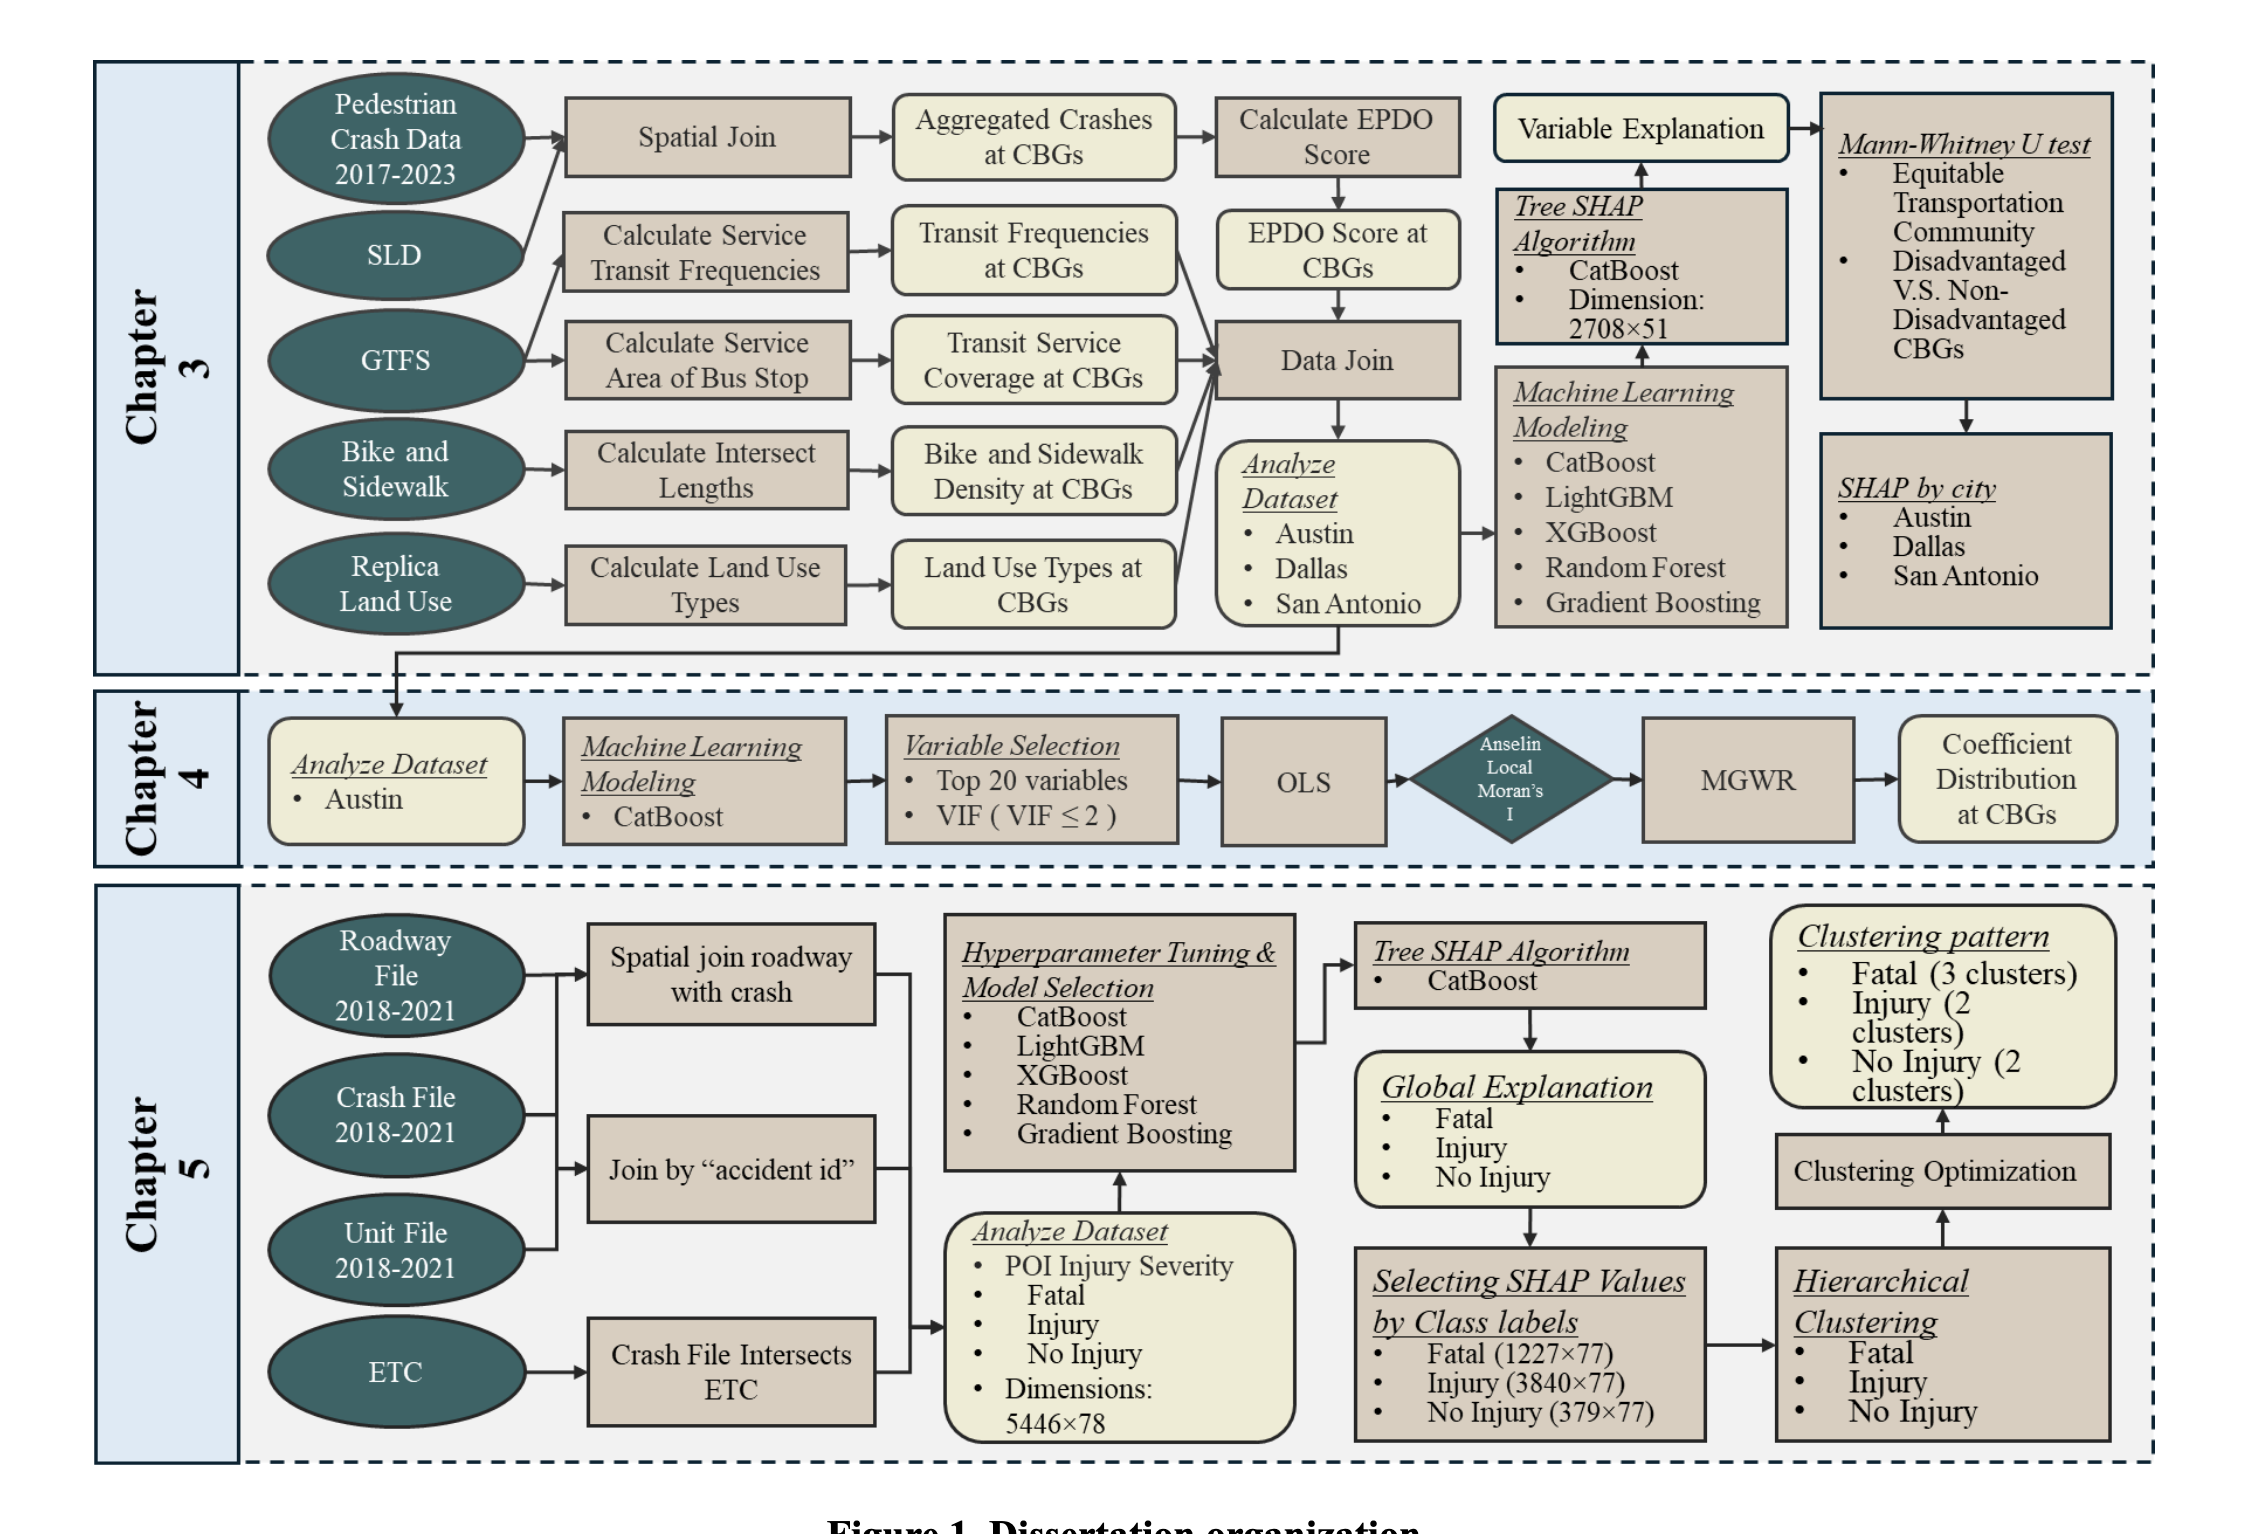 Chapter
3
Pedestrian
Crash Data
2017-2023
SLD
GTFS
Bike and
Sidewalk
Replica
Land Use
Spatial Join
Calculate Service
Transit Frequencies
Calculate Service
Area of Bus Stop
Calculate Intersect
Lengths
Calculate Land Use
Types
Aggregated Crashes
at CBGs
Transit Frequencies
at CBGs
Transit Service
Coverage at CBGs
Bike and Sidewalk
Density at CBGs
Land Use Types at
CBGs
Calculate EPDO
Score
EPDO Score at
CBGs
Data Join
Analyze
Dataset
• Austin
• Dallas
• San Antonio
Variable Explanation
Tree SHAP
Algorithm
• CatBoost
• Dimension:
2708×51
Machine Learning
Modeling
• CatBoost
• LightGBM
• XGBoost
• Random Forest
• Gradient Boosting
Mann-Whitney U test
• Equitable
Transportation
Community
• Disadvantaged
V.S. Non-
Disadvantaged
CBGs
SHAP by city
• Austin
• Dallas
• San Antonio
Chapter
4
Analyze Dataset
• Austin
Machine Learning
Modeling
• CatBoost
Variable Selection
• Top 20 variables
• VIF ( VIF ≤ 2 )
OLS
Anselin
Local
Moran's
I
MGWR
Coefficient
Distribution
at CBGs
Chapter
5
Roadway
File
2018-2021
Crash File
2018-2021
Unit File
2018-2021
ETC
Spatial join roadway
with crash
Join by “accident id”
Crash File Intersects
ETC
Hyperparameter Tuning &
Model Selection
• CatBoost
• LightGBM
• XGBoost
• Random Forest
• Gradient Boosting
Analyze Dataset
• POI Injury Severity
• Fatal
• Injury
• No Injury
• Dimensions:
5446×78
Tree SHAP Algorithm
• CatBoost
Global Explanation
• Fatal
• Injury
• No Injury
Selecting SHAP Values
by Class labels
• Fatal (1227×77)
• Injury (3840×77)
• No Injury (379×77)
Clustering pattern
• Fatal (3 clusters)
• Injury (2
clusters)
• No Injury (2
clusters)
Clustering Optimization
Hierarchical
Clustering
• Fatal
• Injury
• No Injury
Figure 1. Dissertation organization